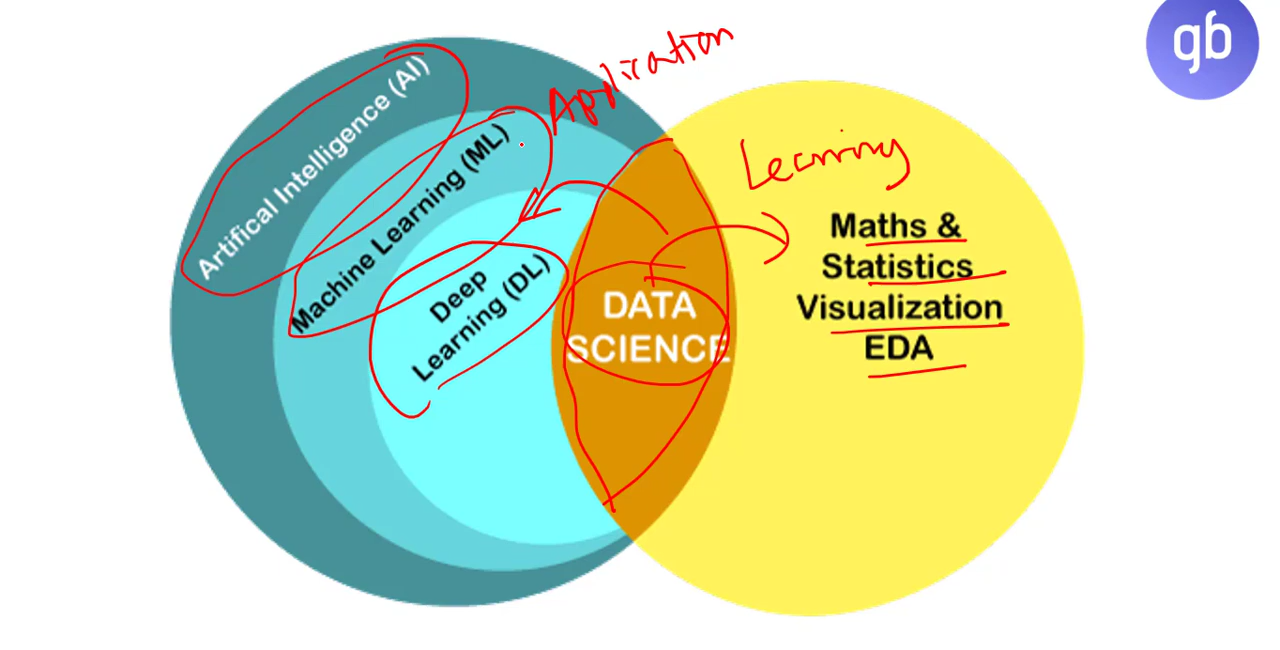 gb
Application
Artifical Intelligence (AI)
Machine Learning (ML)
Deep
Learning (DL)
DATA
SCIENCE
Learning
Maths &
Statistics
Visualization
EDA